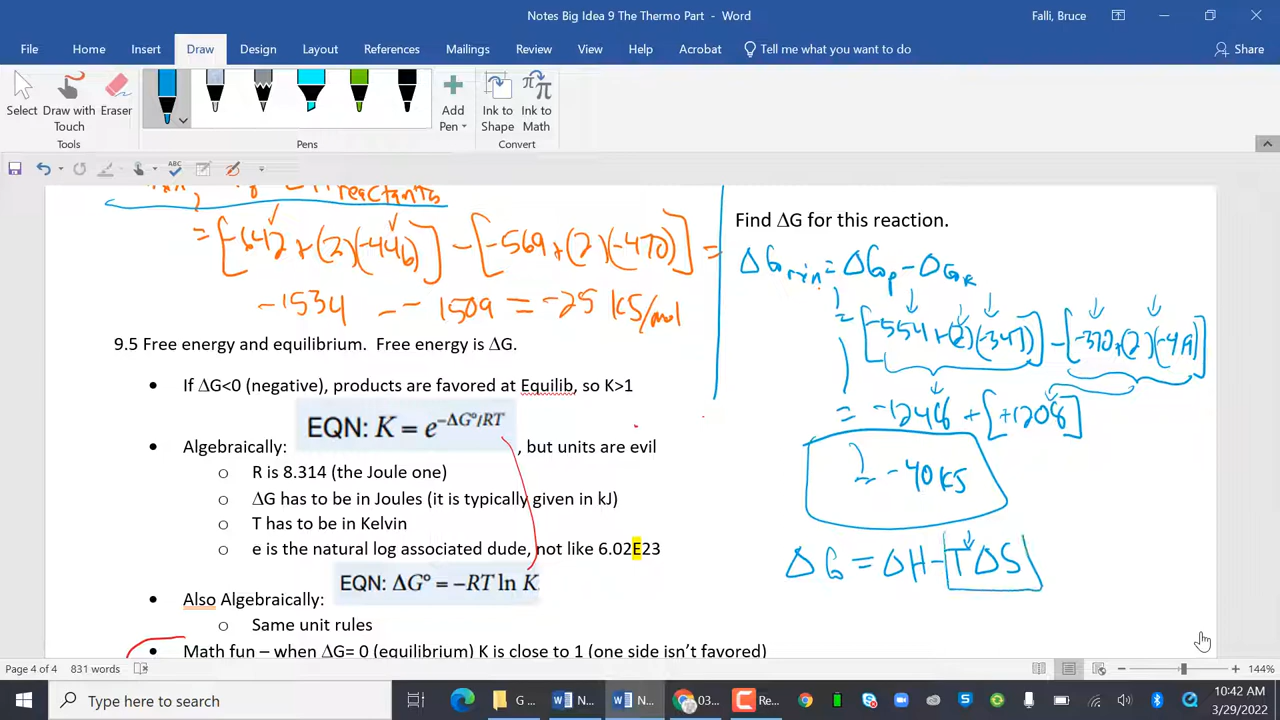 Notes Big Idea 9 The Thermo Part - Word
Falli, Bruce
File Home Insert Draw Design Layout References Mailings Review View Help Acrobat Tell me what you want to do Share
Select
Draw with Touch
Eraser
Add Pen
Ink to Shape
Ink to Math
Tools
Pens
Convert
reactants
= [-642 + (2)(-446)] - [-569 + (2)(-470)] =
-1534 - -1509 = -25 kJ/mol
9.5 Free energy and equilibrium. Free energy is ΔG.
• If ΔG<0 (negative), products are favored at Equilib, so K>1
• Algebraically: EQN: K = e^-ΔG°/RT , but units are evil
o R is 8.314 (the Joule one)
o ΔG has to be in Joules (it is typically given in kJ)
o T has to be in Kelvin
o e is the natural log associated dude, not like 6.02E23
• Also Algebraically: EQN: ΔG° = −RT ln K
o Same unit rules
• Math fun – when ΔG= 0 (equilibrium) K is close to 1 (one side isn't favored)
Find ΔG for this reaction.
ΔGrxn = ΔGp - ΔGR
= [-554 + (2)(-347)] - [-370 + (2)(-419)]
= -1248 + [+1208]
= -40 kJ
ΔG = ΔH - TΔS
Page 4 of 4 831 words
144%
Type here to search
G ...
N...
N...
03...
Re...
10:42 AM
3/29/2022